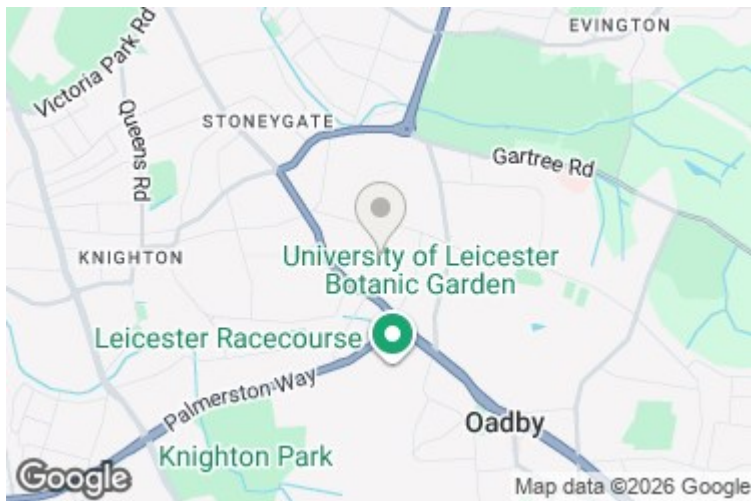 EVINGTON
Victoria Park Rd
Queens Rd
STONEYGATE
Gartree Rd
KNIGHTON
University of Leicester
Botanic Garden
Leicester Racecourse
Palmerston Way
Oadby
Knighton Park
Google
Map data ©2026 Google